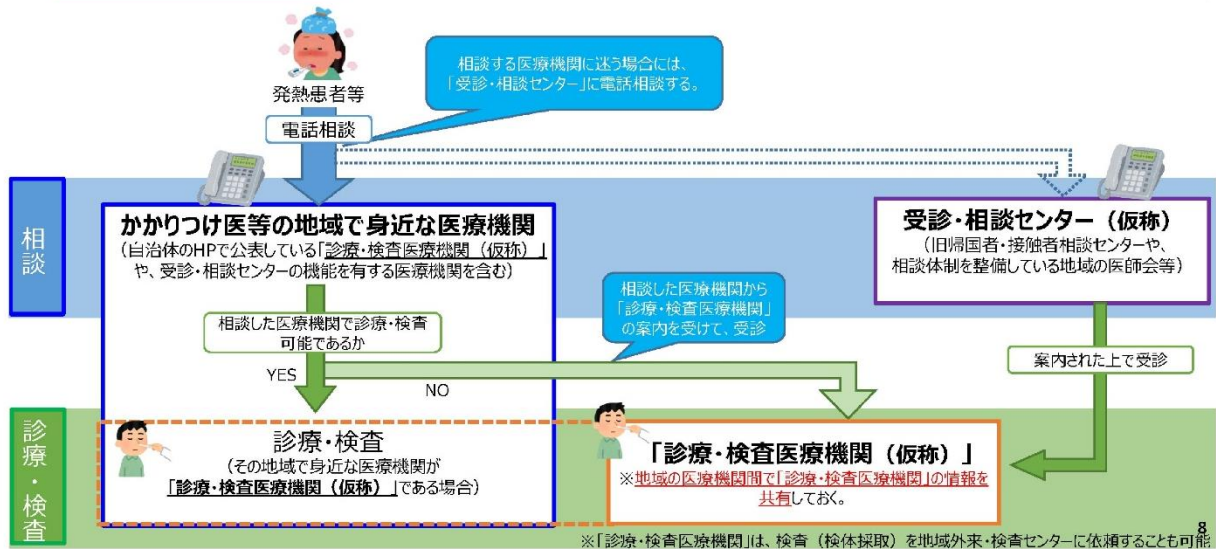 発熱患者等
電話相談
相談する医療機関に迷う場合には、
「受診・相談センター」に電話相談する。
相談
かかりつけ医等の地域で身近な医療機関
(自治体のHPで公表している「診療・検査医療機関(仮称)」
や、受診・相談センターの機能を有する医療機関を含む)
受診・相談センター(仮称)
(旧帰国者・接触者相談センターや、
相談体制を整備している地域の医師会等)
相談した医療機関で診療・検査
可能であるか
相談した医療機関から
「診療・検査医療機関」
の案内を受けて、受診
案内された上で受診
YES
NO
診療・検査
診療・検査
(その地域で身近な医療機関が
「診療・検査医療機関(仮称)」である場合)
「診療・検査医療機関(仮称)」
※地域の医療機関間で「診療・検査医療機関」の情報を
共有しておく。
8
※「診療・検査医療機関」は、検査(検体採取)を地域外来・検査センターに依頼することも可能